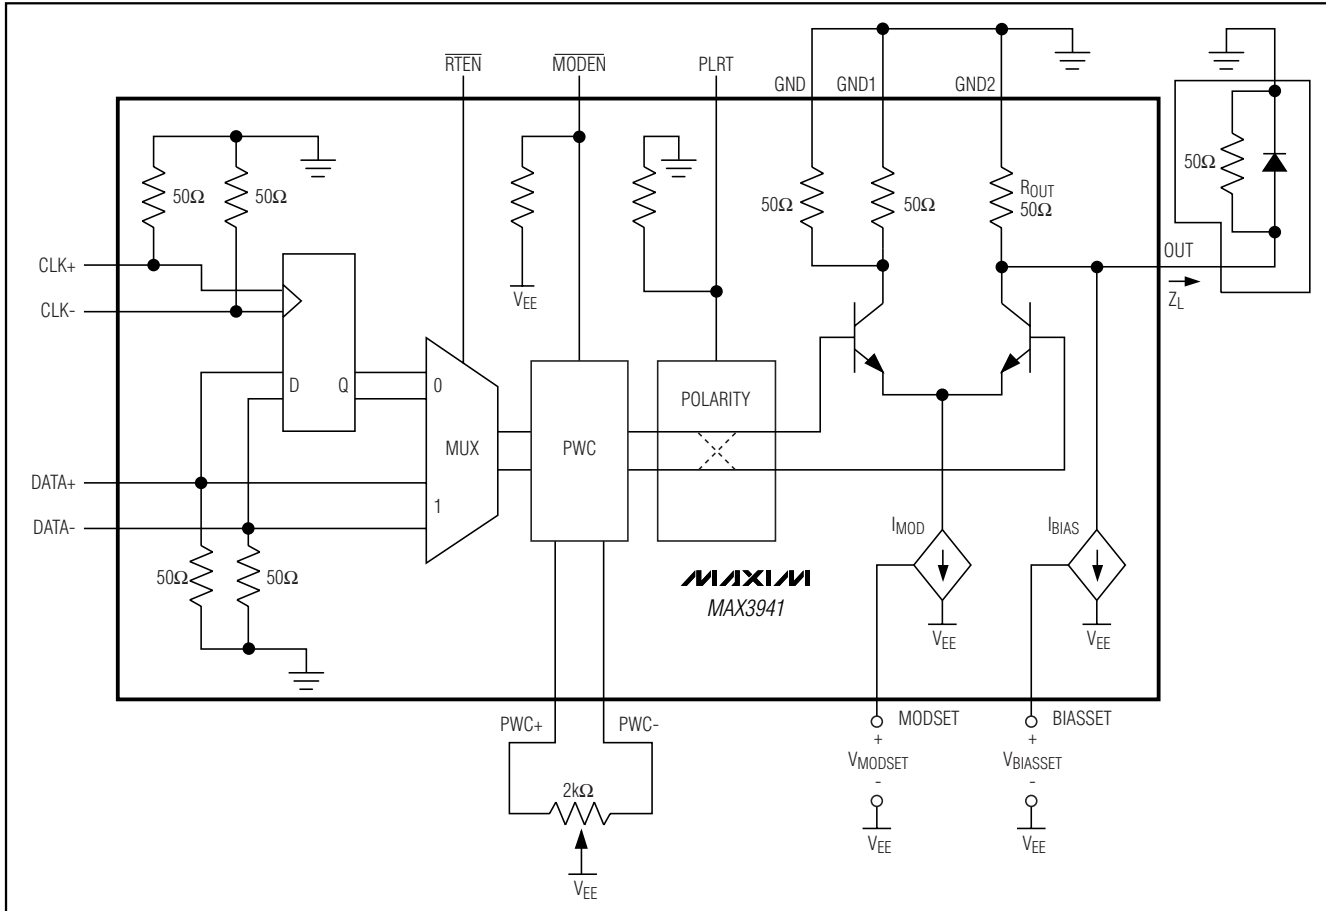 RTEN
MODEN
PLRT
GND
GND1
GND2
50Ω
50Ω
50Ω
50Ω
ROUT
50Ω
50Ω
OUT
ZL
CLK+
CLK-
VEE
D
Q
0
MUX
1
PWC
POLARITY
DATA+
DATA-
50Ω
50Ω
MAXIM
MAX3941
IMOD
IBIAS
VEE
VEE
PWC+
PWC-
2kΩ
VEE
MODSET
+
VMODSET
-
VEE
BIASSET
+
VBIASSET
-
VEE